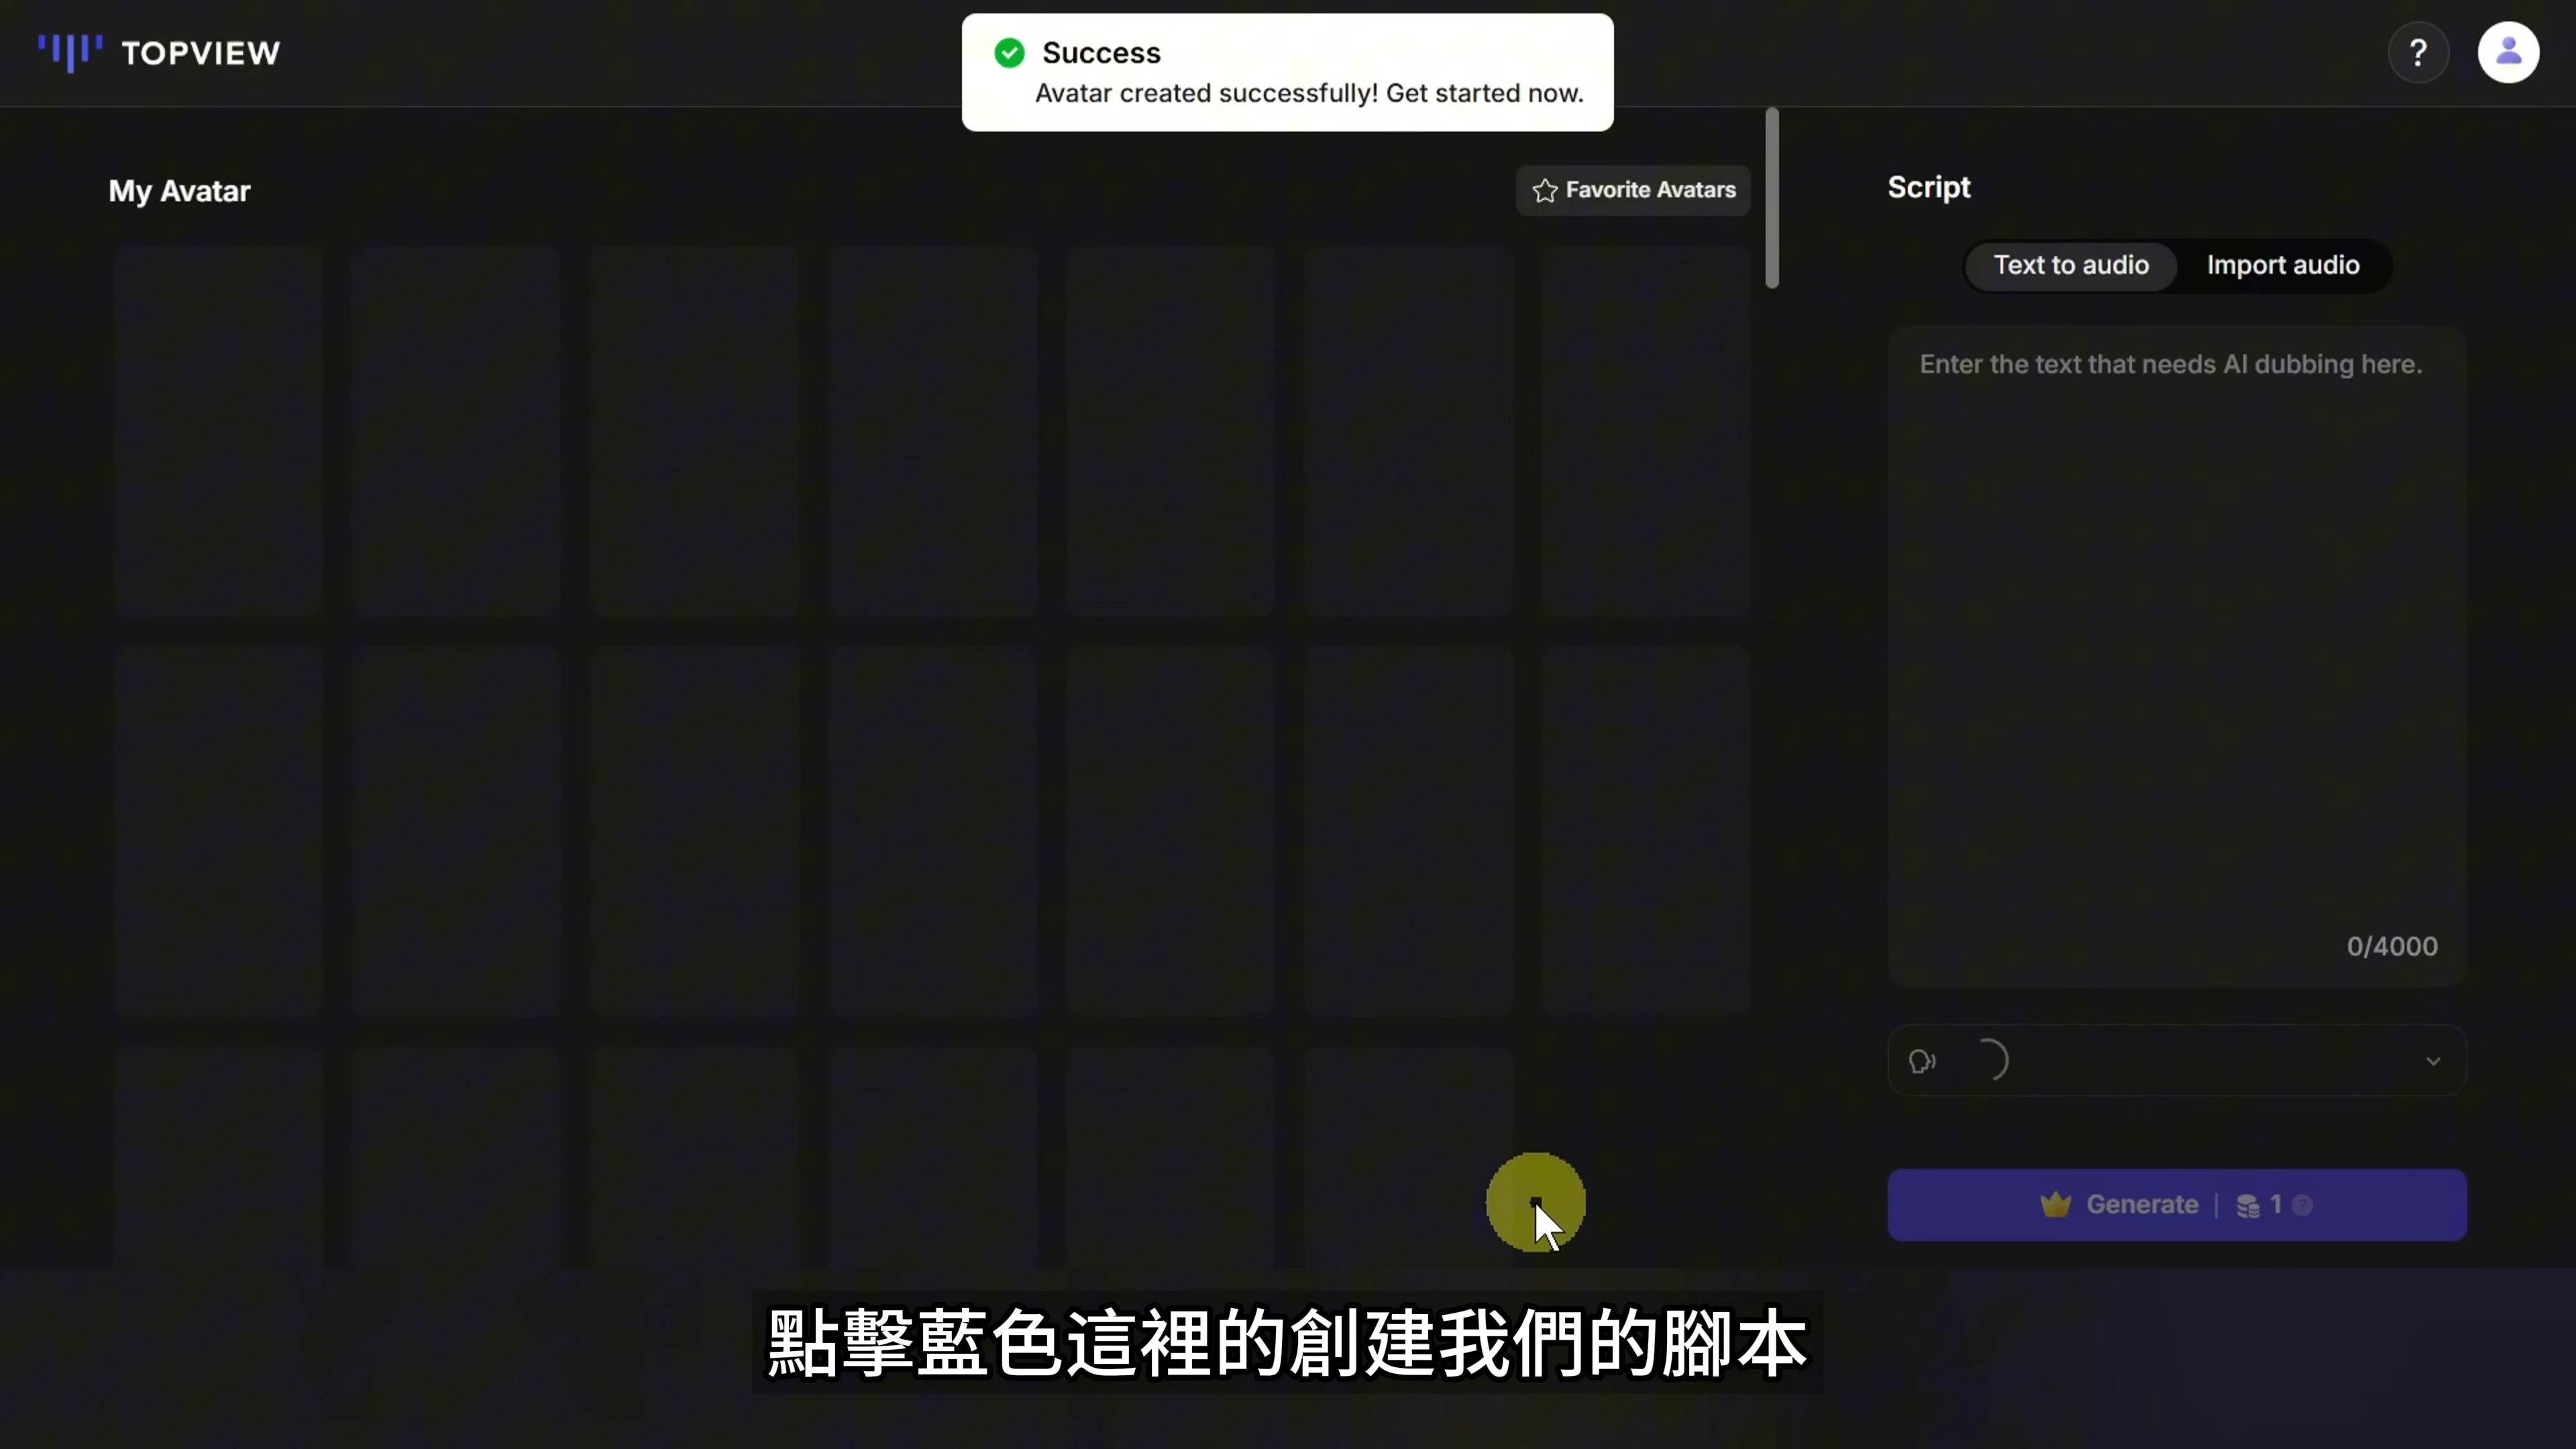 TOPVIEW
Success
Avatar created successfully! Get started now.
?
My Avatar
Favorite Avatars
Script
Text to audio
Import audio
Enter the text that needs AI dubbing here.
0/4000
Generate | 1 ?
點擊藍色這裡的創建我們的腳本